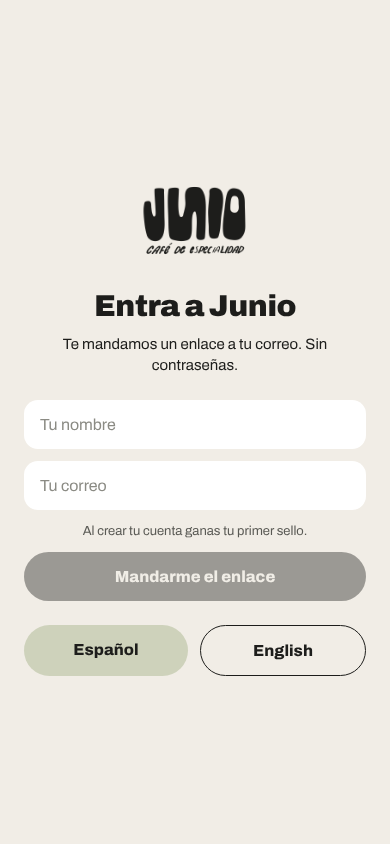 JUNIO
CAFÉ DE ESPECIALIDAD
Entra a Junio
Te mandamos un enlace a tu correo. Sin
contraseñas.
Tu nombre
Tu correo
Al crear tu cuenta ganas tu primer sello.
Mandarme el enlace
Español
English